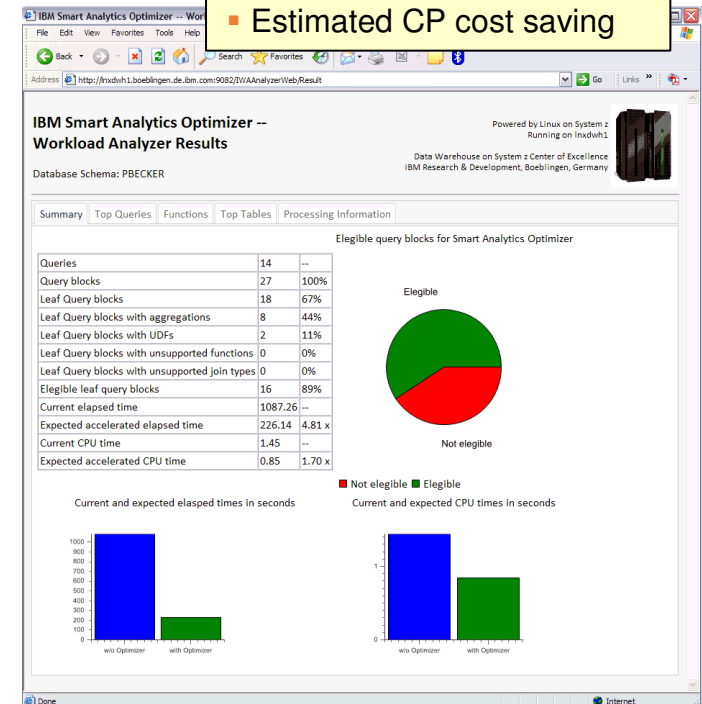 ▪ Estimated CP cost saving
IBM Smart Analytics Optimizer -- Wor
File Edit View Favorites Tools Help
Back Search Favorites
Address http://lnxdwh1.boeblingen.de.ibm.com:9082/IWAAnalyzerWeb/Result Go Links »
IBM Smart Analytics Optimizer --
Workload Analyzer Results
Database Schema: PBECKER
Powered by Linux on System z
Running on lnxdwh1
Data Warehouse on System z Center of Excellence
IBM Research & Development, Boeblingen, Germany
Summary Top Queries Functions Top Tables Processing Information
Elegible query blocks for Smart Analytics Optimizer
Queries 14 --
Query blocks 27 100%
Leaf Query blocks 18 67%
Leaf Query blocks with aggregations 8 44%
Leaf Query blocks with UDFs 2 11%
Leaf Query blocks with unsupported functions 0 0%
Leaf Query blocks with unsupported join types 0 0%
Elegible leaf query blocks 16 89%
Current elapsed time 1087.26 --
Expected accelerated elapsed time 226.14 4.81 x
Current CPU time 1.45 --
Expected accelerated CPU time 0.85 1.70 x
Elegible
Not elegible
Not elegible Elegible
Current and expected elasped times in seconds
1000
900
800
700
600
500
400
300
200
100
0
w/o Optimizer with Optimizer
Current and expected CPU times in seconds
1
0
w/o Optimizer with Optimizer
Done Internet